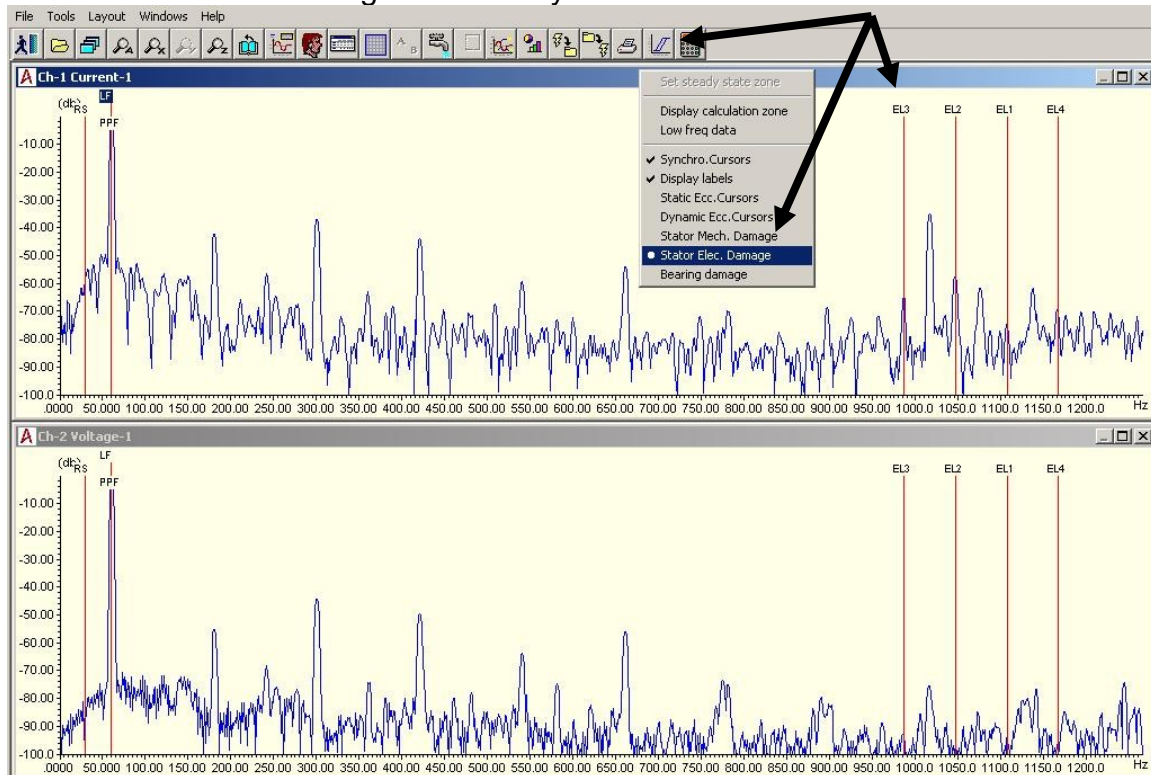 File Tools Layout Windows Help
Ch-1 Current-1
Set steady state zone
Display calculation zone
Low freq data
Synchro.Cursors
Display labels
Static Ecc.Cursors
Dynamic Ecc.Cursors
Stator Mech. Damage
Stator Elec. Damage
Bearing damage
(db) RS LF
PPF
EL3 EL2 EL1 EL4
-10.00
-20.00
-30.00
-40.00
-50.00
-60.00
-70.00
-80.00
-90.00
-100.0
.0000 50.000 100.00 150.00 200.00 250.00 300.00 350.00 400.00 450.00 500.00 550.00 600.00 650.00 700.00 750.00 800.00 850.00 900.00 950.00 1000.0 1050.0 1100.0 1150.0 1200.0 Hz
Ch-2 Voltage-1
(db) RS LF
PPF
EL3 EL2 EL1 EL4
-10.00
-20.00
-30.00
-40.00
-50.00
-60.00
-70.00
-80.00
-90.00
-100.0
.0000 50.000 100.00 150.00 200.00 250.00 300.00 350.00 400.00 450.00 500.00 550.00 600.00 650.00 700.00 750.00 800.00 850.00 900.00 950.00 1000.0 1050.0 1100.0 1150.0 1200.0 Hz